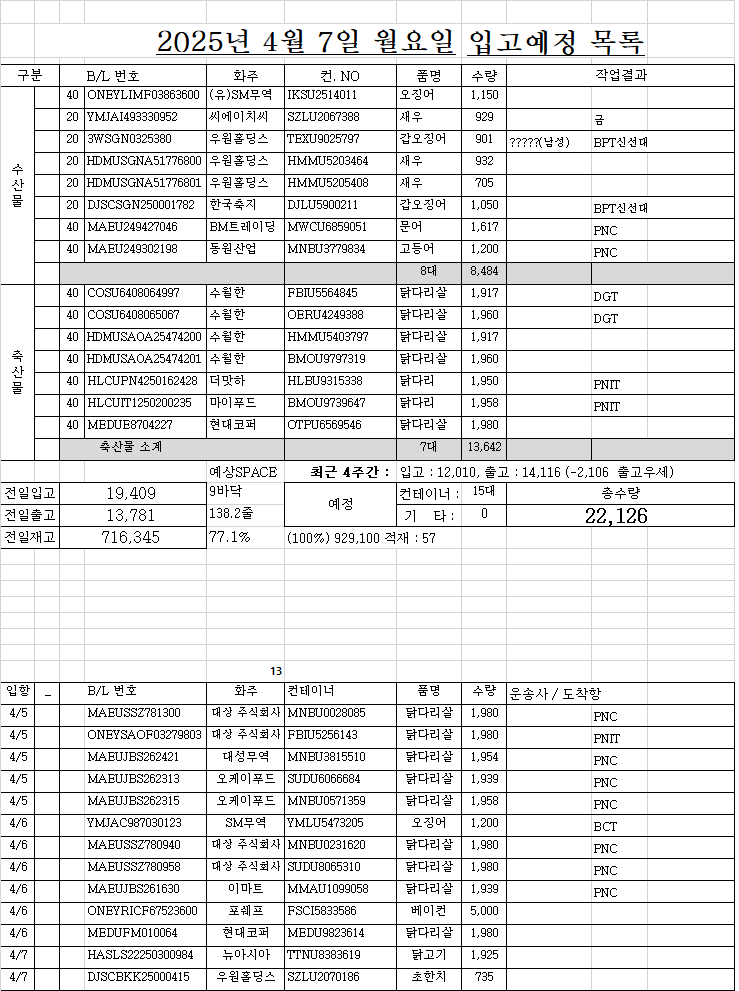 2025년 4월 7일 월요일 입고예정 목록
구분 B/L 번호 화주 컨. NO 품명 수량 작업결과
수산물
40 ONEYLIMF03863600 (유)SM무역 IKSU2514011 오징어 1,150
20 YMJAI493330952 씨에이치씨 SZLU2067388 새우 929 금
20 3WSGN0325380 우원홀딩스 TEXU9025797 갑오징어 901 ?????(남성) BPT신선대
20 HDMUSGNA51776800 우원홀딩스 HMMU5203464 새우 932
20 HDMUSGNA51776801 우원홀딩스 HMMU5205408 새우 705
20 DJSCSGN250001782 한국축지 DJLU5900211 갑오징어 1,050 BPT신선대
40 MAEU249427046 BM트레이딩 MWCU6859051 문어 1,617 PNC
40 MAEU249302198 동원산업 MNBU3779834 고등어 1,200 PNC
8대 8,484
축산물
40 COSU6408064997 수월한 FBIU5564845 닭다리살 1,917 DGT
40 COSU6408065067 수월한 OERU4249388 닭다리살 1,960 DGT
40 HDMUSAOA25474200 수월한 HMMU5403797 닭다리살 1,917
40 HDMUSAOA25474201 수월한 BMOU9797319 닭다리살 1,960
40 HLCUPN4250162428 더맛하 HLBU9315338 닭다리 1,950 PNIT
40 HLCUIT1250200235 마이푸드 BMOU9739647 닭다리 1,958 PNIT
40 MEDUE8704227 현대코퍼 OTPU6569546 닭다리살 1,980
축산물 소계 7대 13,642
예상SPACE 최근 4주간 : 입고 : 12,010, 출고 : 14,116 (-2,106 출고우세)
전일입고 19,409 9바닥 예정 컨테이너 : 15대 총수량
전일출고 13,781 138.2줄 기 타 : 0 22,126
전일재고 716,345 77.1% (100%) 929,100 적재 : 57
13
입항 _ B/L 번호 화주 컨테이너 품명 수량 운송사 / 도착항
4/5 MAEUSSZ781300 대상 주식회사 MNBU0028085 닭다리살 1,980 PNC
4/5 ONEYSAOF03279803 대상 주식회사 FBIU5256143 닭다리살 1,980 PNIT
4/5 MAEUJBS262421 대성무역 MNBU3815510 닭다리살 1,954 PNC
4/5 MAEUJBS262313 오케이푸드 SUDU6066684 닭다리살 1,939 PNC
4/5 MAEUJBS262315 오케이푸드 MNBU0571359 닭다리살 1,958 PNC
4/6 YMJAC987030123 SM무역 YMLU5473205 오징어 1,200 BCT
4/6 MAEUSSZ780940 대상 주식회사 MNBU0231620 닭다리살 1,980 PNC
4/6 MAEUSSZ780958 대상 주식회사 SUDU8065310 닭다리살 1,980 PNC
4/6 MAEUJBS261630 이마트 MMAU1099058 닭다리살 1,939 PNC
4/6 ONEYRICF67523600 포쉐프 FSCI5833586 베이컨 5,000
4/6 MEDUFM010064 현대코퍼 MEDU9823614 닭다리살 1,980
4/7 HASLS22250300984 뉴아시아 TTNU8383619 닭고기 1,925
4/7 DJSCBKK25000415 우원홀딩스 SZLU2070186 초한치 735